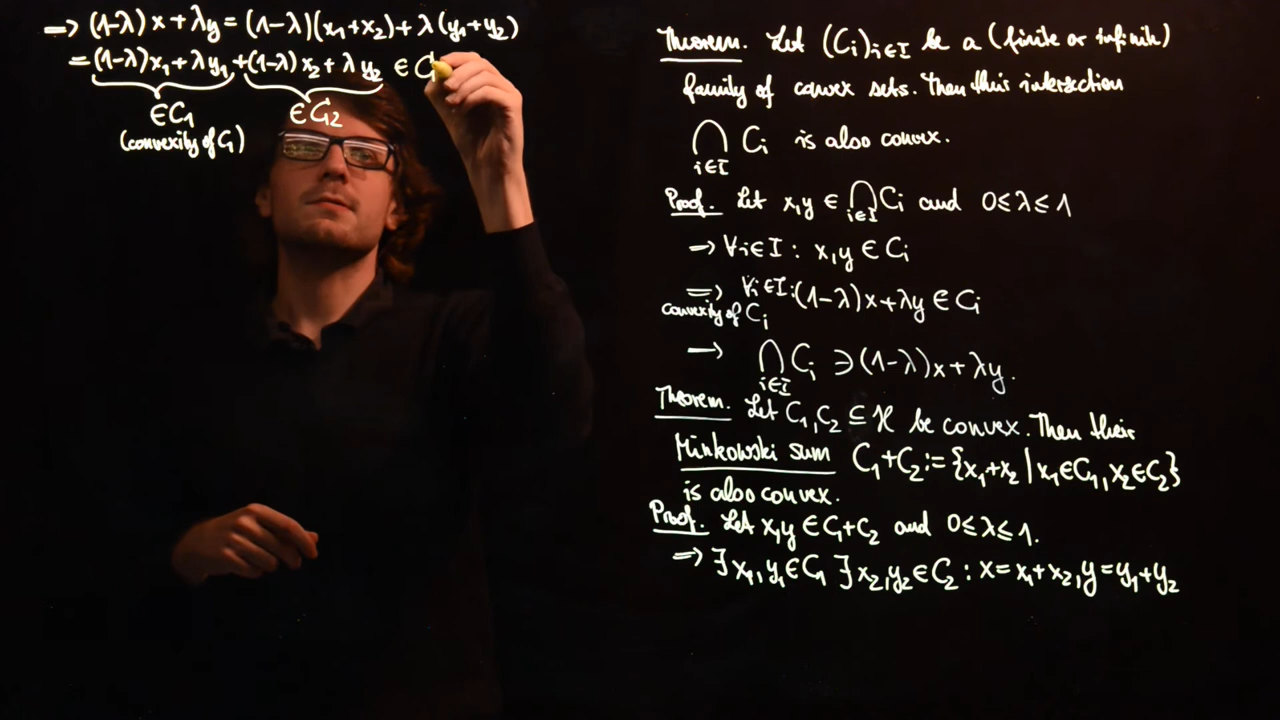 ⇒ (1-λ)x+λy = (1-λ)(x₁+x₂)+λ(y₁+y₂)
= (1-λ)x₁+λy₁ + (1-λ)x₂+λy₂ ∈ C
∈C₁ ∈C₂
(convexity of C₁)
Theorem. Let (Ci)i∈I be a (finite or infinite)
family of convex sets. Then their intersection
⋂i∈I Ci is also convex.
Proof. Let x,y ∈ ⋂i∈I Ci and 0≤λ≤1
⇒ ∀i∈I: x,y ∈ Ci
⇒ ∀i∈I: (1-λ)x+λy ∈ Ci
convexity of Ci
⇒ ⋂i∈I Ci ∋ (1-λ)x+λy.
Theorem. Let C₁,C₂ ⊆ ℋ be convex. Then their
Minkowski sum C₁+C₂ := {x₁+x₂ | x₁∈C₁, x₂∈C₂}
is also convex.
Proof. Let x,y ∈ C₁+C₂ and 0≤λ≤1.
⇒ ∃x₁,y₁∈C₁ ∃x₂,y₂∈C₂ : x=x₁+x₂, y=y₁+y₂